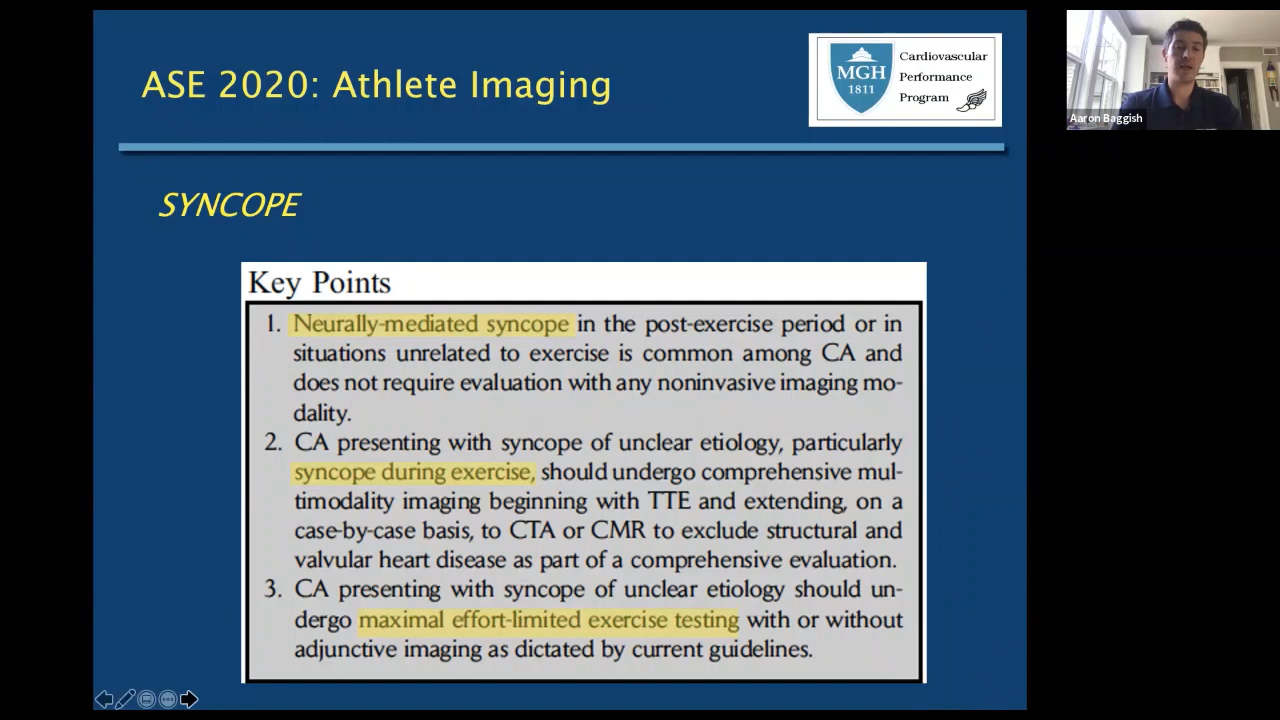 ASE 2020: Athlete Imaging
MGH
1811
Cardiovascular
Performance
Program
Aaron Baggish
SYNCOPE
Key Points
1. Neurally-mediated syncope in the post-exercise period or in
situations unrelated to exercise is common among CA and
does not require evaluation with any noninvasive imaging mo-
dality.
2. CA presenting with syncope of unclear etiology, particularly
syncope during exercise, should undergo comprehensive mul-
timodality imaging beginning with TTE and extending, on a
case-by-case basis, to CTA or CMR to exclude structural and
valvular heart disease as part of a comprehensive evaluation.
3. CA presenting with syncope of unclear etiology should un-
dergo maximal effort-limited exercise testing with or without
adjunctive imaging as dictated by current guidelines.